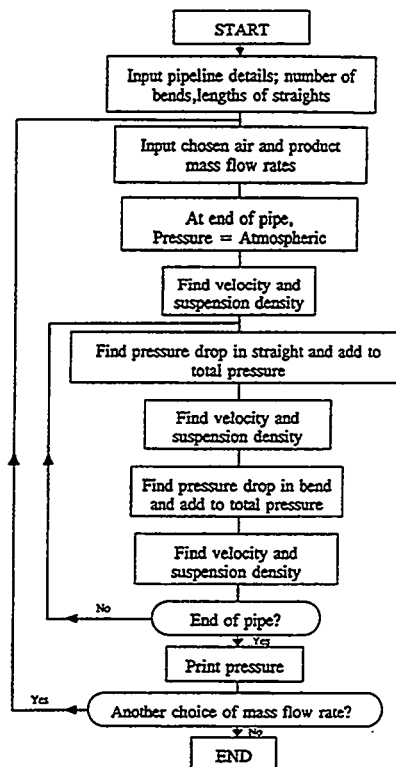 START
Input pipeline details; number of
bends,lengths of straights
Input chosen air and product
mass flow rates
At end of pipe,
Pressure = Atmospheric
Find velocity and
suspension density
Find pressure drop in straight and add to
total pressure
Find velocity and
suspension density
Find pressure drop in bend
and add to total pressure
Find velocity and
suspension density
No
End of pipe?
Yes
Print pressure
Yes
Another choice of mass flow rate?
No
END